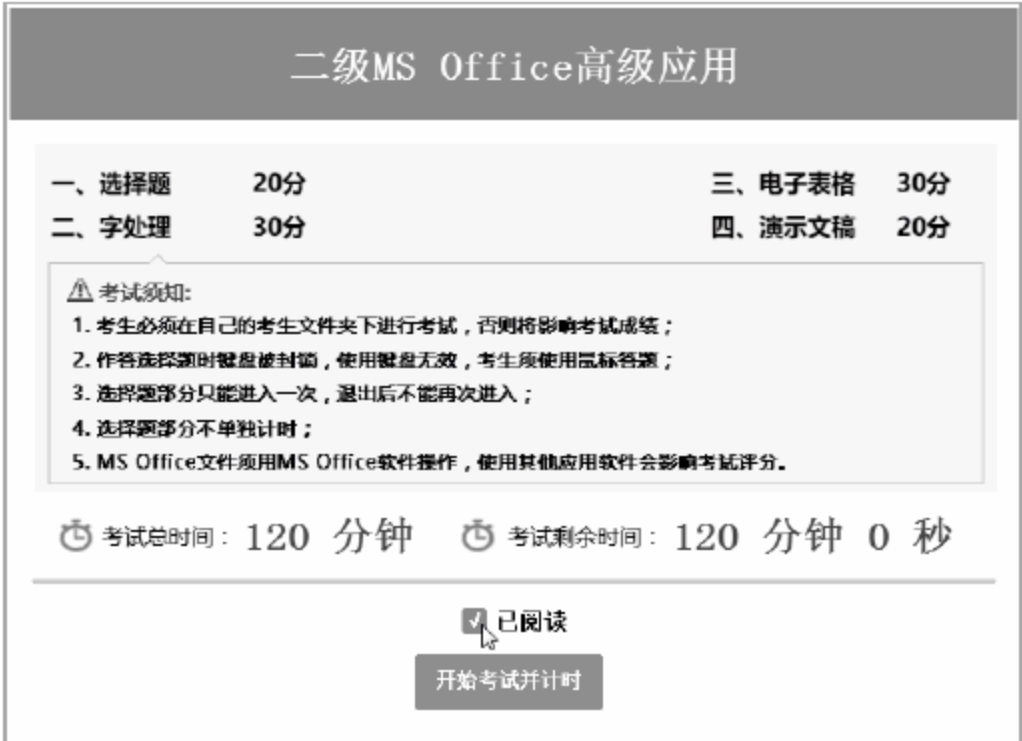 二级MS Office高级应用
一、选择题 20分 三、电子表格 30分
二、字处理 30分 四、演示文稿 20分
考试须知:
1. 考生必须在自己的考生文件夹下进行考试，否则将影响考试成绩；
2. 作答选择题时键盘被封锁，使用键盘无效，考生须使用鼠标答题；
3. 选择题部分只能进入一次，退出后不能再次进入；
4. 选择题部分不单独计时；
5. MS Office文件须用MS Office软件操作，使用其他应用软件会影响考试评分。
考试总时间： 120 分钟 考试剩余时间： 120 分钟 0 秒
已阅读
开始考试并计时